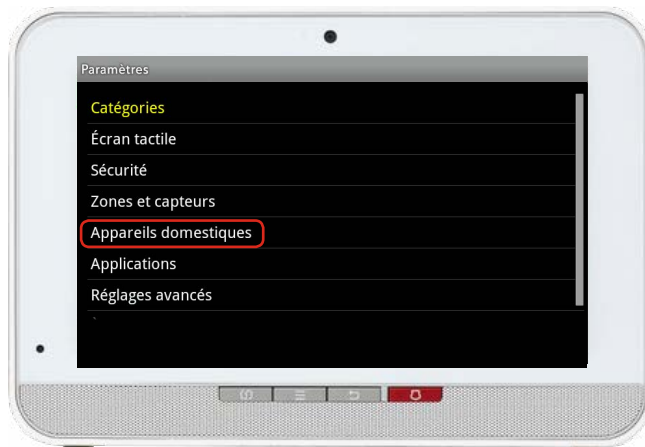 Paramètres
Catégories
Écran tactile
Sécurité
Zones et capteurs
Appareils domestiques
Applications
Réglages avancés